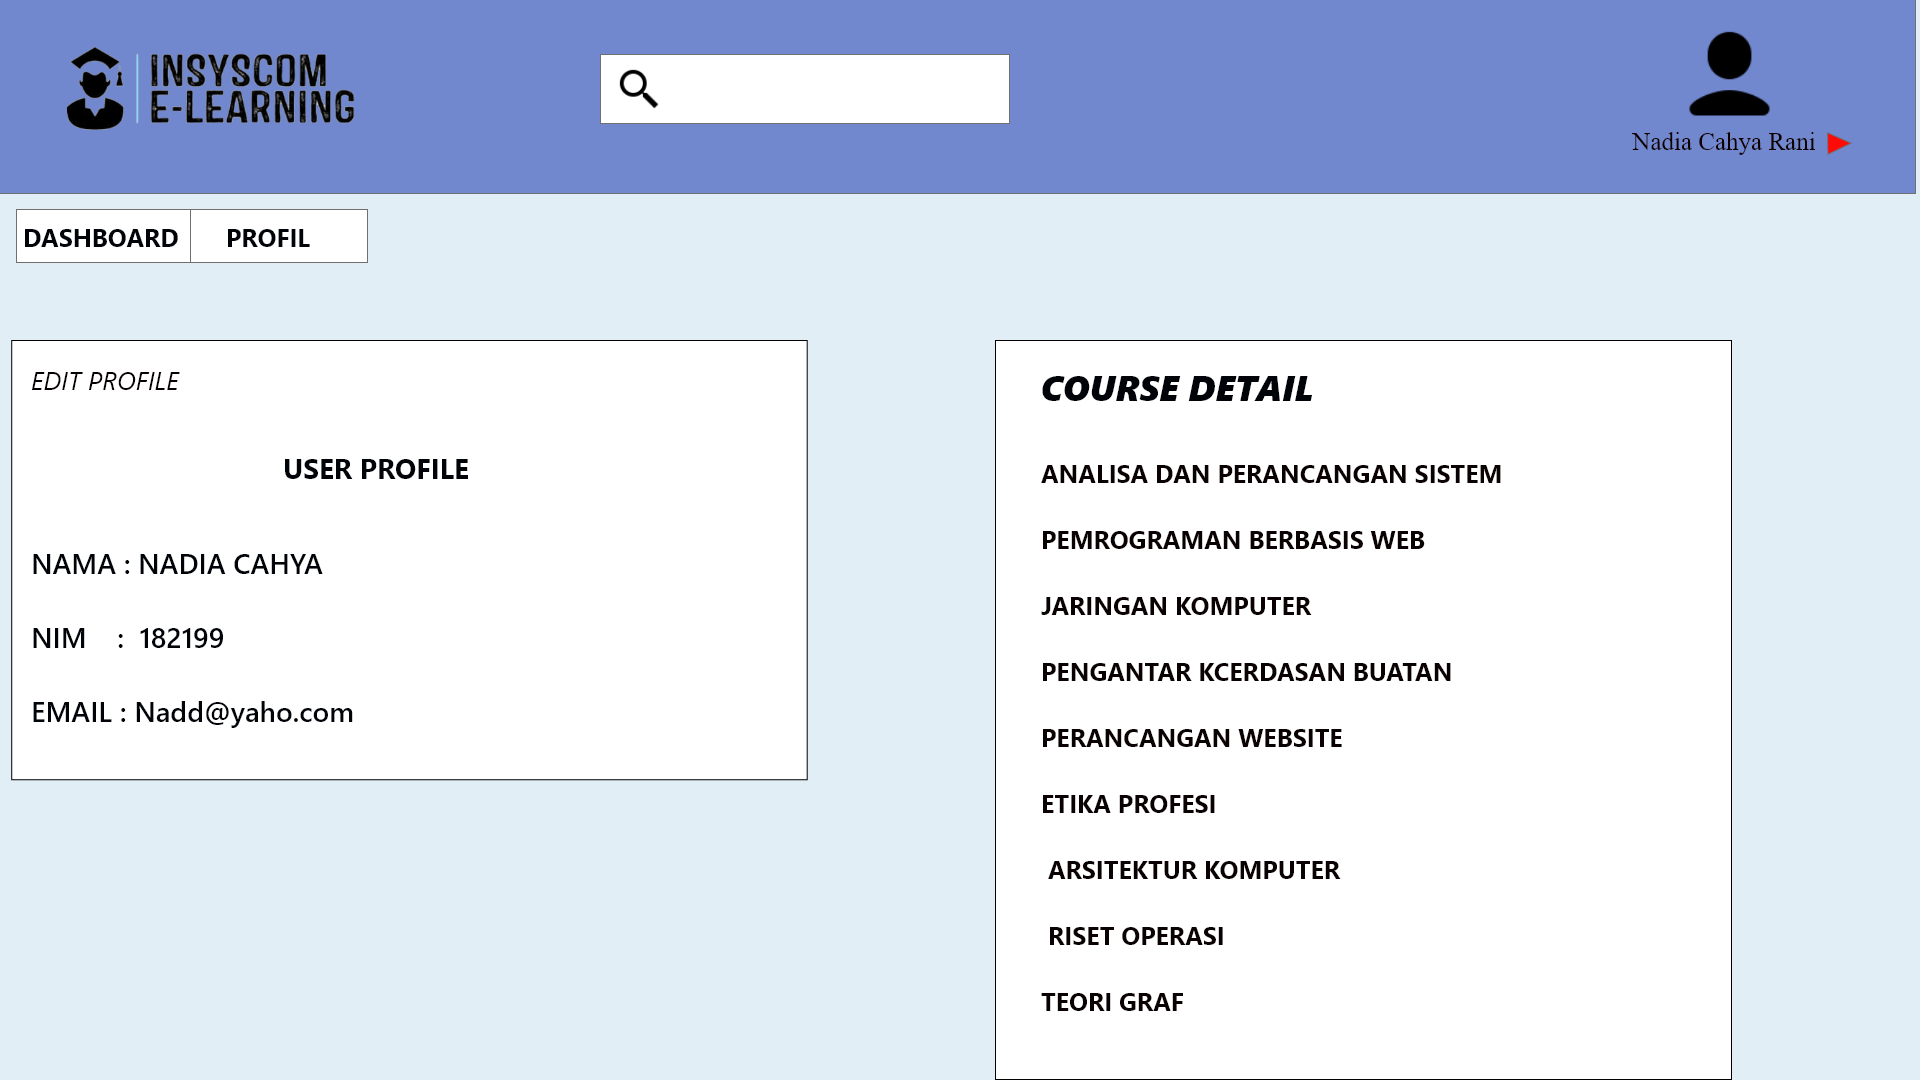 INSYSCOM
E-LEARNING
Nadia Cahya Rani
DASHBOARD
PROFIL
EDIT PROFILE
USER PROFILE
NAMA : NADIA CAHYA
NIM : 182199
EMAIL : Nadd@yaho.com
COURSE DETAIL
ANALISA DAN PERANCANGAN SISTEM
PEMROGRAMAN BERBASIS WEB
JARINGAN KOMPUTER
PENGANTAR KCERDASAN BUATAN
PERANCANGAN WEBSITE
ETIKA PROFESI
ARSITEKTUR KOMPUTER
RISET OPERASI
TEORI GRAF